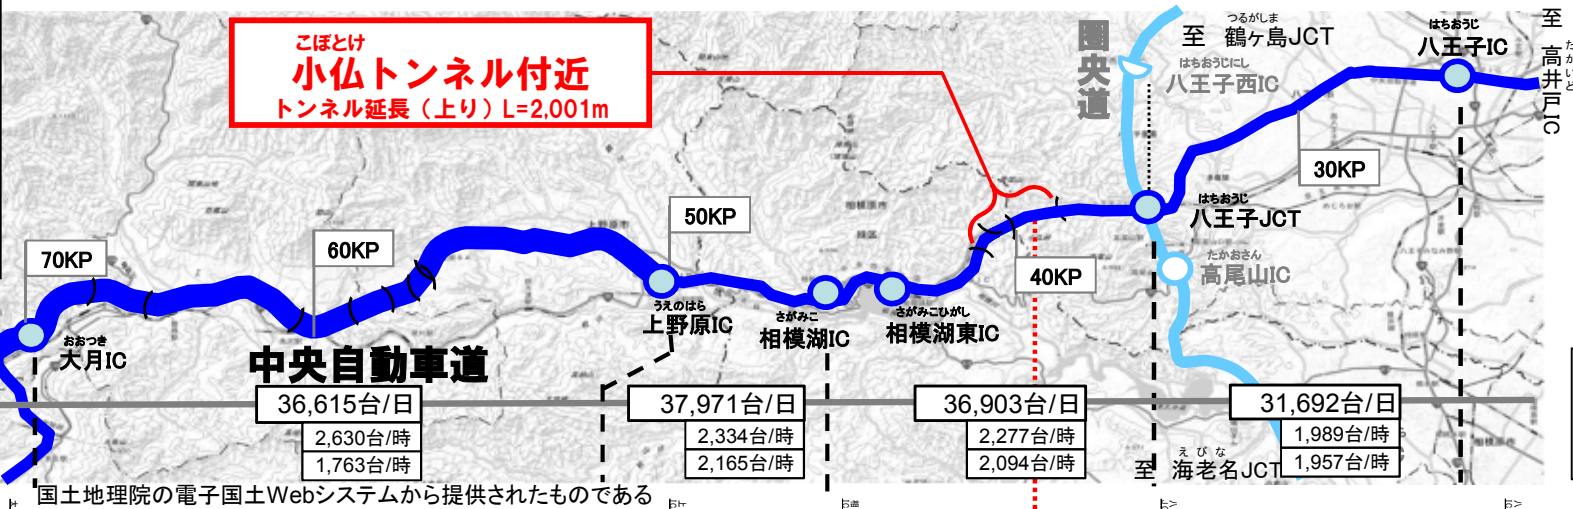 こぼとけ
小仏トンネル付近
トンネル延長（上り）L=2,001m
圏央道
つるがしま
至 鶴ヶ島JCT
はちおうじにし
八王子西IC
はちおうじ
八王子IC
至 高井戸IC
たかいど
30KP
はちおうじ
八王子JCT
たかおさん
高尾山IC
40KP
50KP
60KP
70KP
おおつき
大月IC
うえのはら
上野原IC
さがみこ
相模湖IC
さがみこひがし
相模湖東IC
中央自動車道
36,615台/日
2,630台/時
1,763台/時
37,971台/日
2,334台/時
2,165台/時
36,903台/日
2,277台/時
2,094台/時
31,692台/日
1,989台/時
1,957台/時
えびな
至 海老名JCT
国土地理院の電子国土Webシステムから提供されたものである